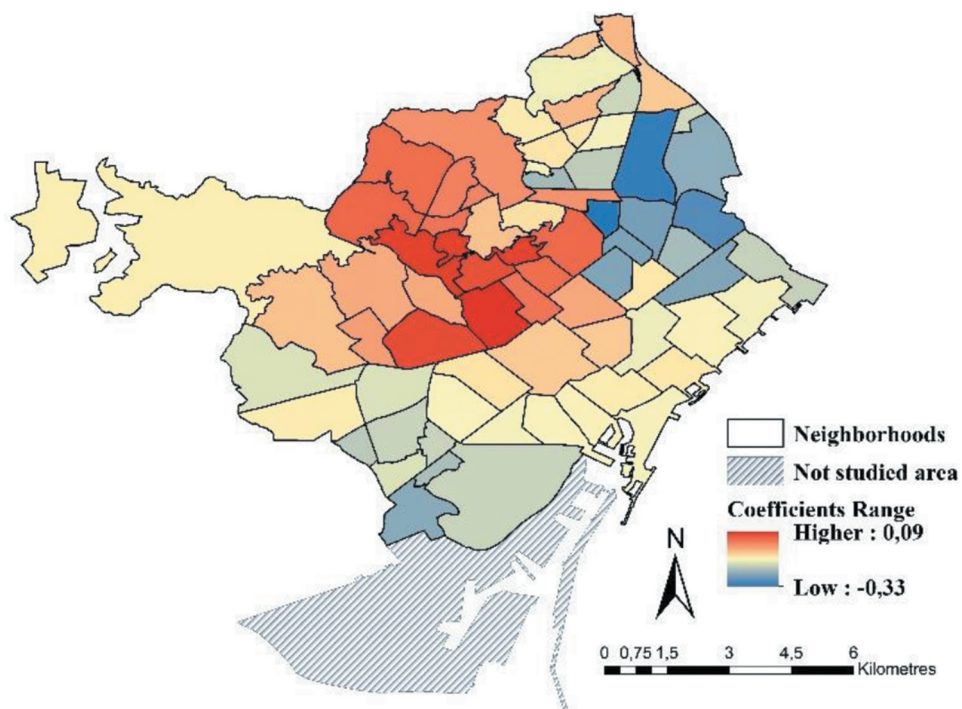 Neighborhoods
Not studied area
Coefficients Range
Higher : 0,09
Low : -0,33
N
0 0,75 1,5 3 4,5 6
Kilometres